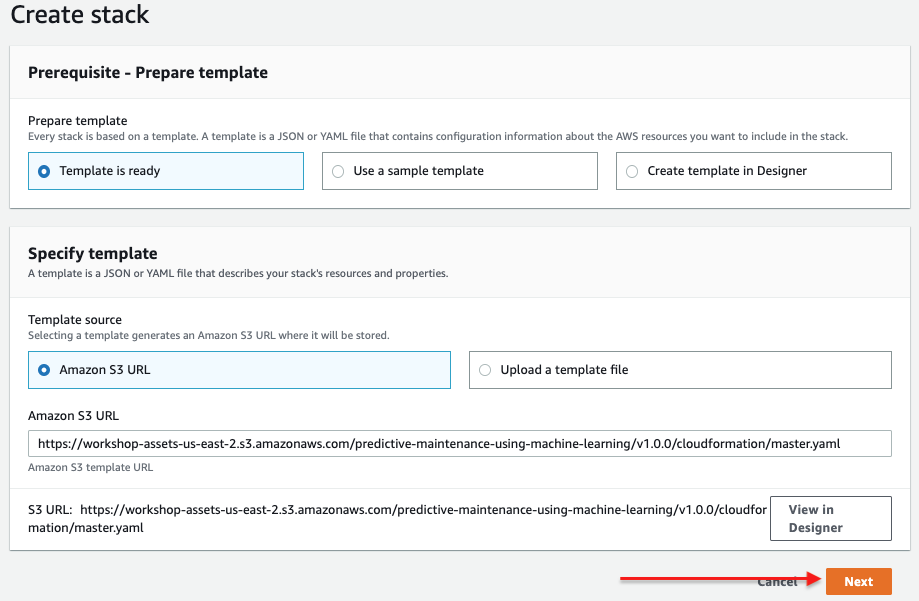 Create stack
Prerequisite - Prepare template
Prepare template
Every stack is based on a template. A template is a JSON or YAML file that contains configuration information about the AWS resources you want to include in the stack.
Template is ready
Use a sample template
Create template in Designer
Specify template
A template is a JSON or YAML file that describes your stack's resources and properties.
Template source
Selecting a template generates an Amazon S3 URL where it will be stored.
Amazon S3 URL
Upload a template file
Amazon S3 URL
https://workshop-assets-us-east-2.s3.amazonaws.com/predictive-maintenance-using-machine-learning/v1.0.0/cloudformation/master.yaml
Amazon S3 template URL
S3 URL: https://workshop-assets-us-east-2.s3.amazonaws.com/predictive-maintenance-using-machine-learning/v1.0.0/cloudfor
mation/master.yaml
View in
Designer
Cancel
Next